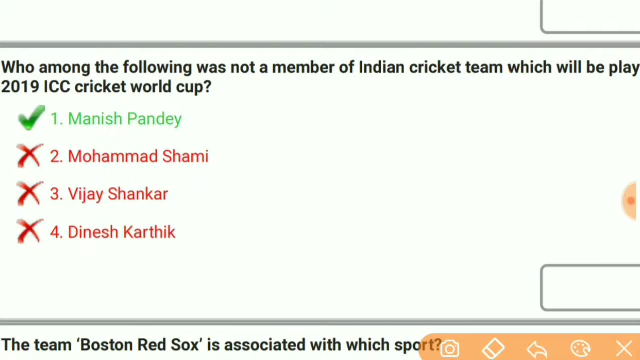 Who among the following was not a member of Indian cricket team which will be play
2019 ICC cricket world cup?
1. Manish Pandey
2. Mohammad Shami
3. Vijay Shankar
4. Dinesh Karthik
The team ‘Boston Red Sox’ is associated with which sport?